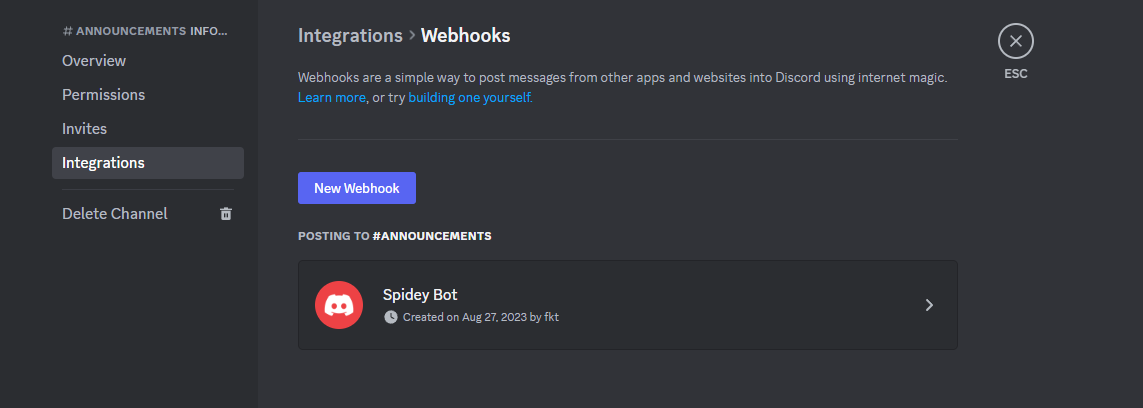 # ANNOUNCEMENTS INFO...
Overview
Permissions
Invites
Integrations
Delete Channel
Integrations > Webhooks
Webhooks are a simple way to post messages from other apps and websites into Discord using internet magic.
Learn more, or try building one yourself.
New Webhook
POSTING TO #ANNOUNCEMENTS
Spidey Bot
Created on Aug 27, 2023 by fkt
ESC